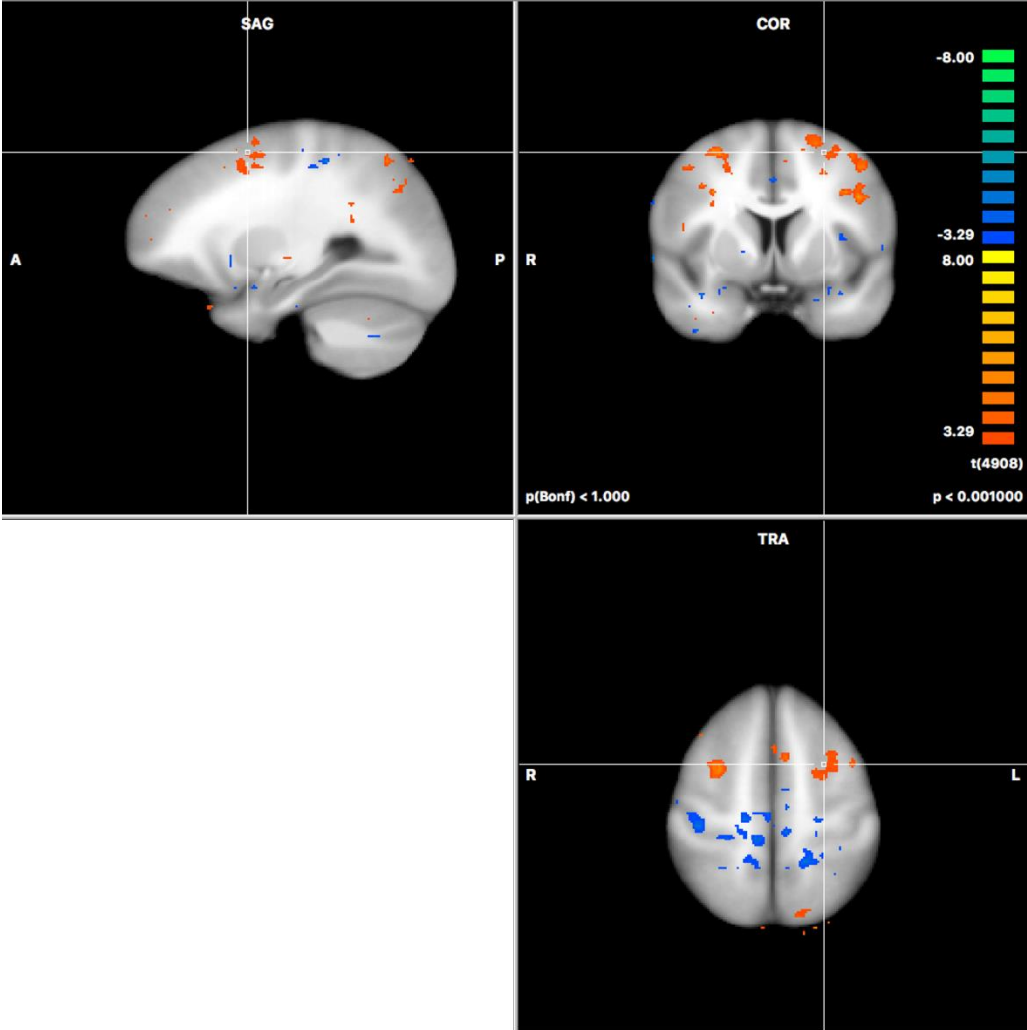 SAG
A
P
COR
-8.00
-3.29
8.00
R
3.29
t(4908)
p(Bonf) < 1.000
p < 0.001000
TRA
R
L